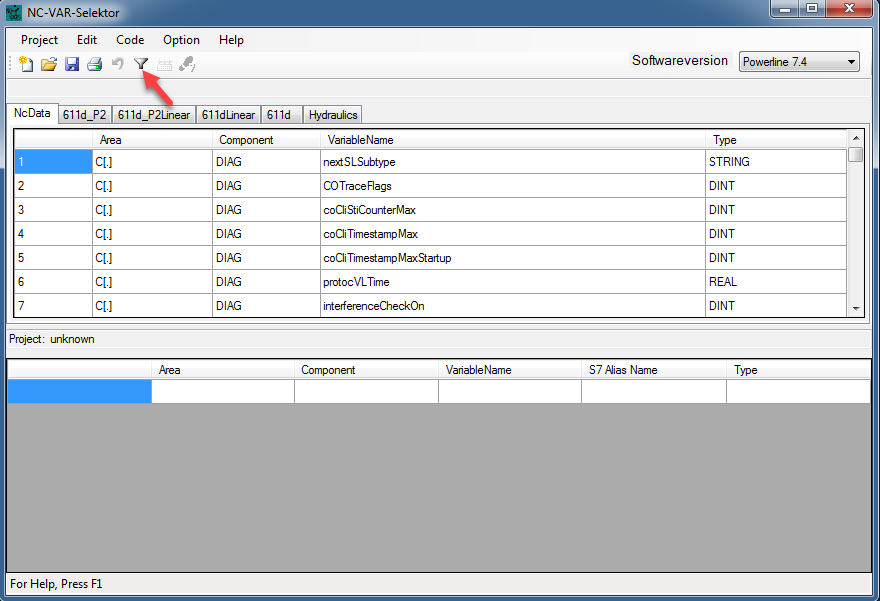 NC-VAR-Selektor
Project Edit Code Option Help
Softwareversion Powerline 7.4
NcData 611d_P2 611d_P2Linear 611dLinear 611d Hydraulics
Area Component VariableName Type
1 C[.] DIAG nextSLSubtype STRING
2 C[.] DIAG COTraceFlags DINT
3 C[.] DIAG coCliStiCounterMax DINT
4 C[.] DIAG coCliTimestampMax DINT
5 C[.] DIAG coCliTimestampMaxStartup DINT
6 C[.] DIAG protocVLTime REAL
7 C[.] DIAG interferenceCheckOn DINT
Project: unknown
Area Component VariableName S7 Alias Name Type
For Help, Press F1